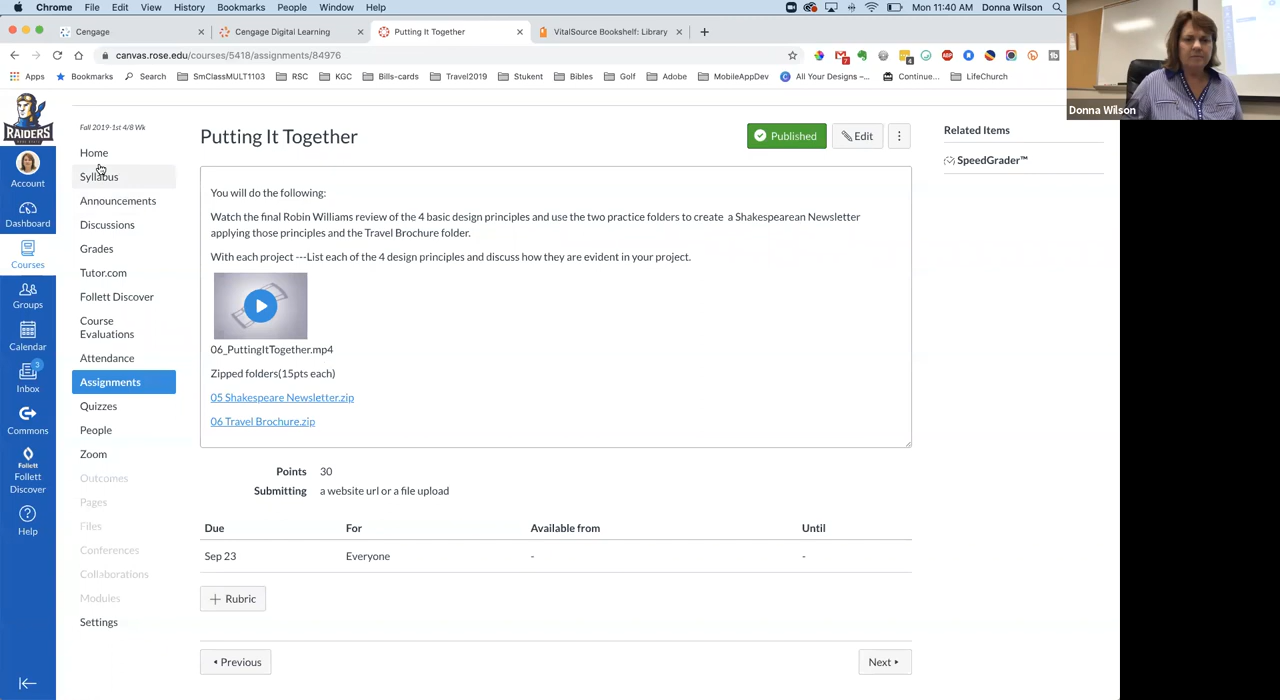 Chrome File Edit View History Bookmarks People Window Help Mon 11:40 AM Donna Wilson
Cengage Cengage Digital Learning Putting It Together VitalSource Bookshelf: Library
canvas.rose.edu/courses/5418/assignments/84976
Apps Bookmarks Search SmClassMULT1103 RSC KGC Bills-cards Travel2019 Stukent Bibles Golf Adobe MobileAppDev All Your Designs –... Continue... LifeChurch
Donna Wilson
RAIDERS
Account
Dashboard
Courses
Groups
Calendar
3
Inbox
Commons
Follett
Follett
Discover
Help
Fall 2019-1st 4/8 Wk
Home
Syllabus
Announcements
Discussions
Grades
Tutor.com
Follett Discover
Course
Evaluations
Attendance
Assignments
Quizzes
People
Zoom
Outcomes
Pages
Files
Conferences
Collaborations
Modules
Settings
Putting It Together
Published Edit
You will do the following:
Watch the final Robin Williams review of the 4 basic design principles and use the two practice folders to create a Shakespearean Newsletter
applying those principles and the Travel Brochure folder.
With each project ---List each of the 4 design principles and discuss how they are evident in your project.
06_PuttingItTogether.mp4
Zipped folders(15pts each)
05 Shakespeare Newsletter.zip
06 Travel Brochure.zip
Points 30
Submitting a website url or a file upload
Due For Available from Until
Sep 23 Everyone - -
+ Rubric
Previous Next
Related Items
SpeedGrader™